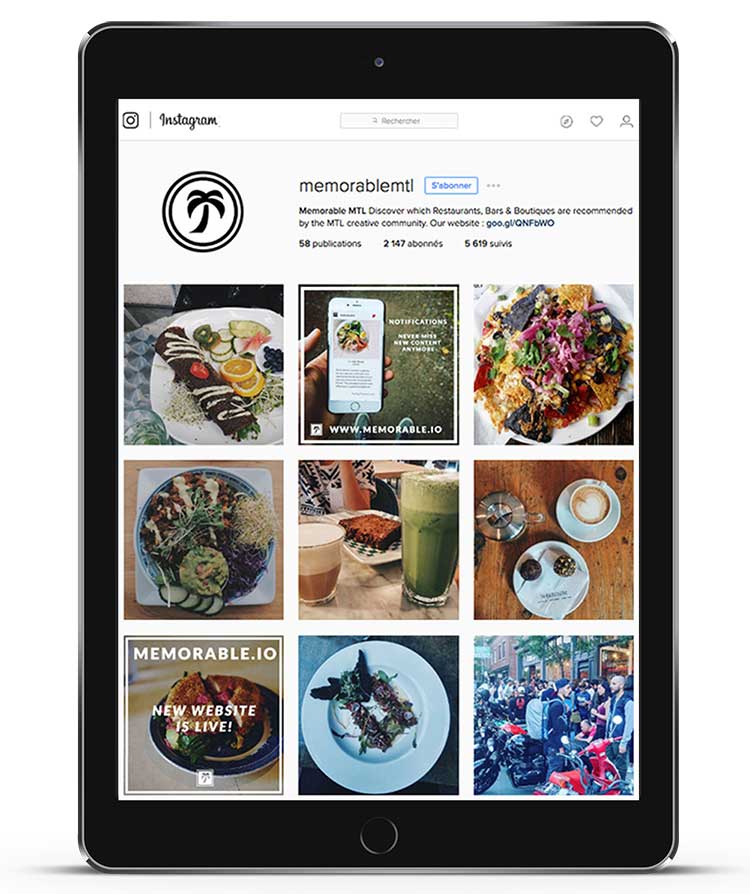 Instagram
Rechercher
memorablemtl S'abonner
Memorable MTL Discover which Restaurants, Bars & Boutiques are recommended
by the MTL creative community. Our website : goo.gl/QNFbWO
58 publications 2 147 abonnés 5 619 suivis
NOTIFICATIONS
NEVER MISS
NEW CONTENT
ANYMORE
WWW.MEMORABLE.IO
MEMORABLE.IO
NEW WEBSITE
IS LIVE!